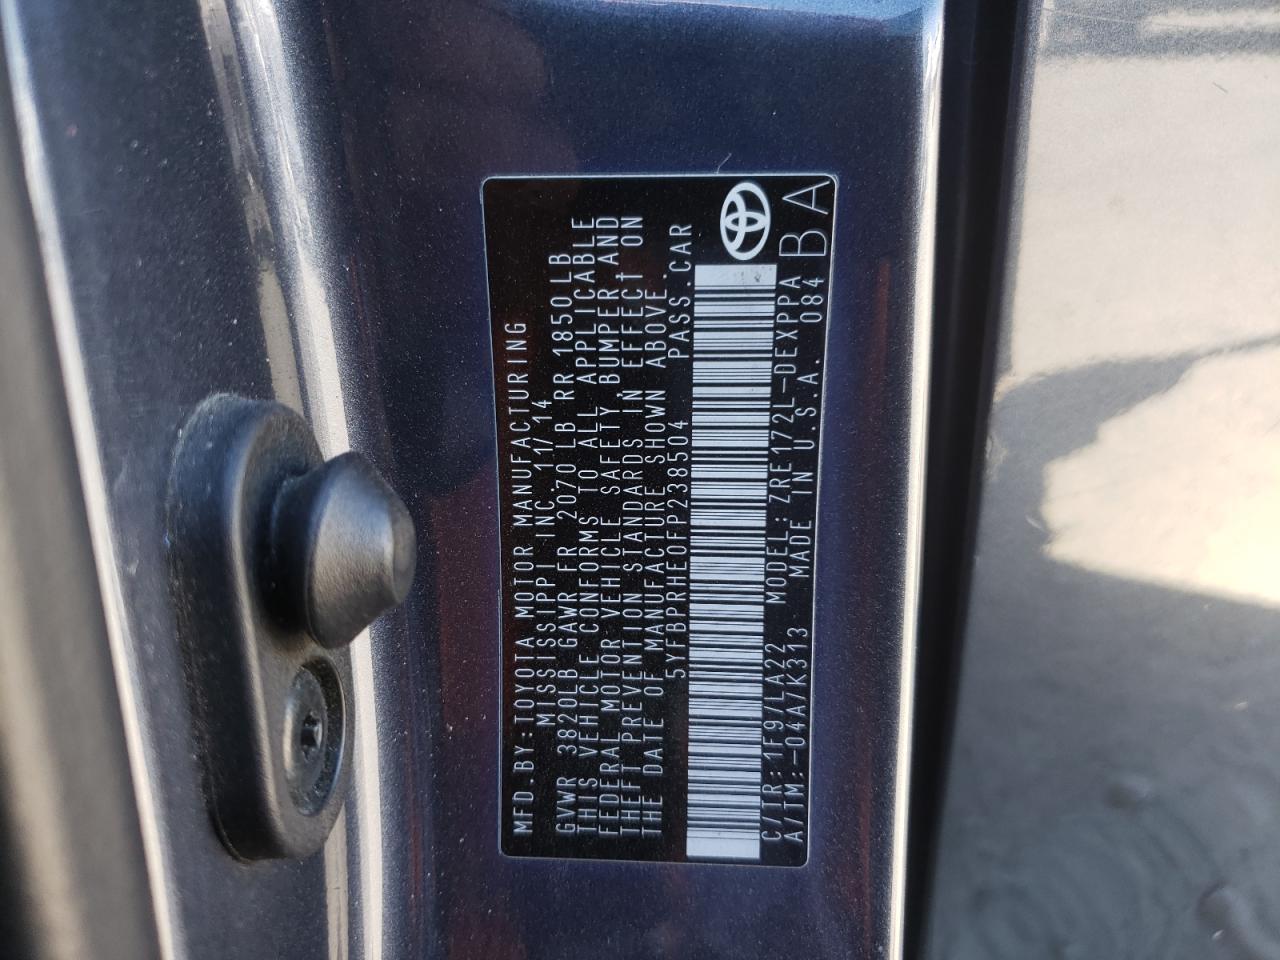 MFD.BY:TOYOTA MOTOR MANUFACTURING
MISSISSIPPI INC.11/14
GVWR 3820LB GAWR FR 2070LB RR 1850LB
THIS VEHICLE CONFORMS TO ALL APPLICABLE
FEDERAL MOTOR VEHICLE SAFETY,BUMPER AND
THEFT PREVENTION STANDARDS IN EFFECT ON
THE DATE OF MANUFACTURE SHOWN ABOVE.
5YFBPRHE0FP238504 PASS.CAR
C/TR:1F9/LA22 MODEL:ZRE172L-DEXPPA
A/TM:-04A/K313 MADE IN U.S.A. 084 BA